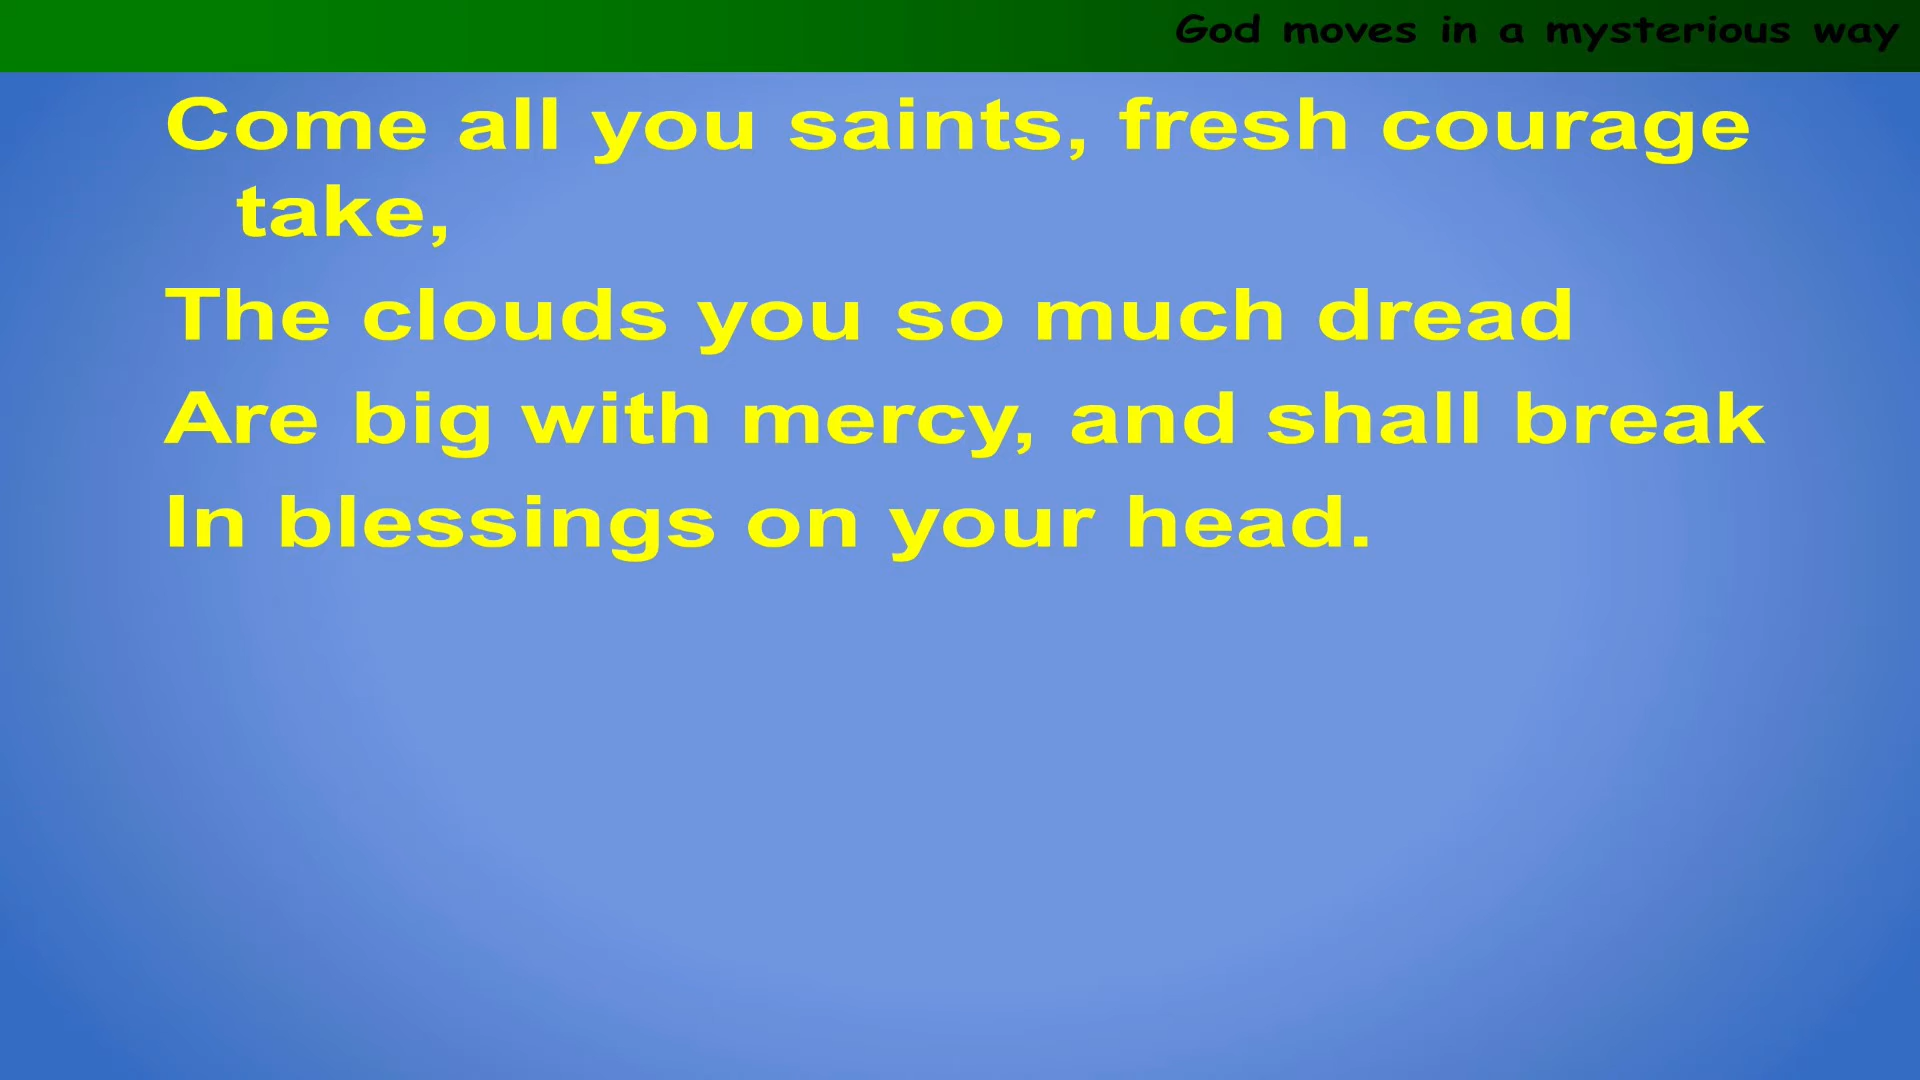 God moves in a mysterious way
Come all you saints, fresh courage
take,
The clouds you so much dread
Are big with mercy, and shall break
In blessings on your head.